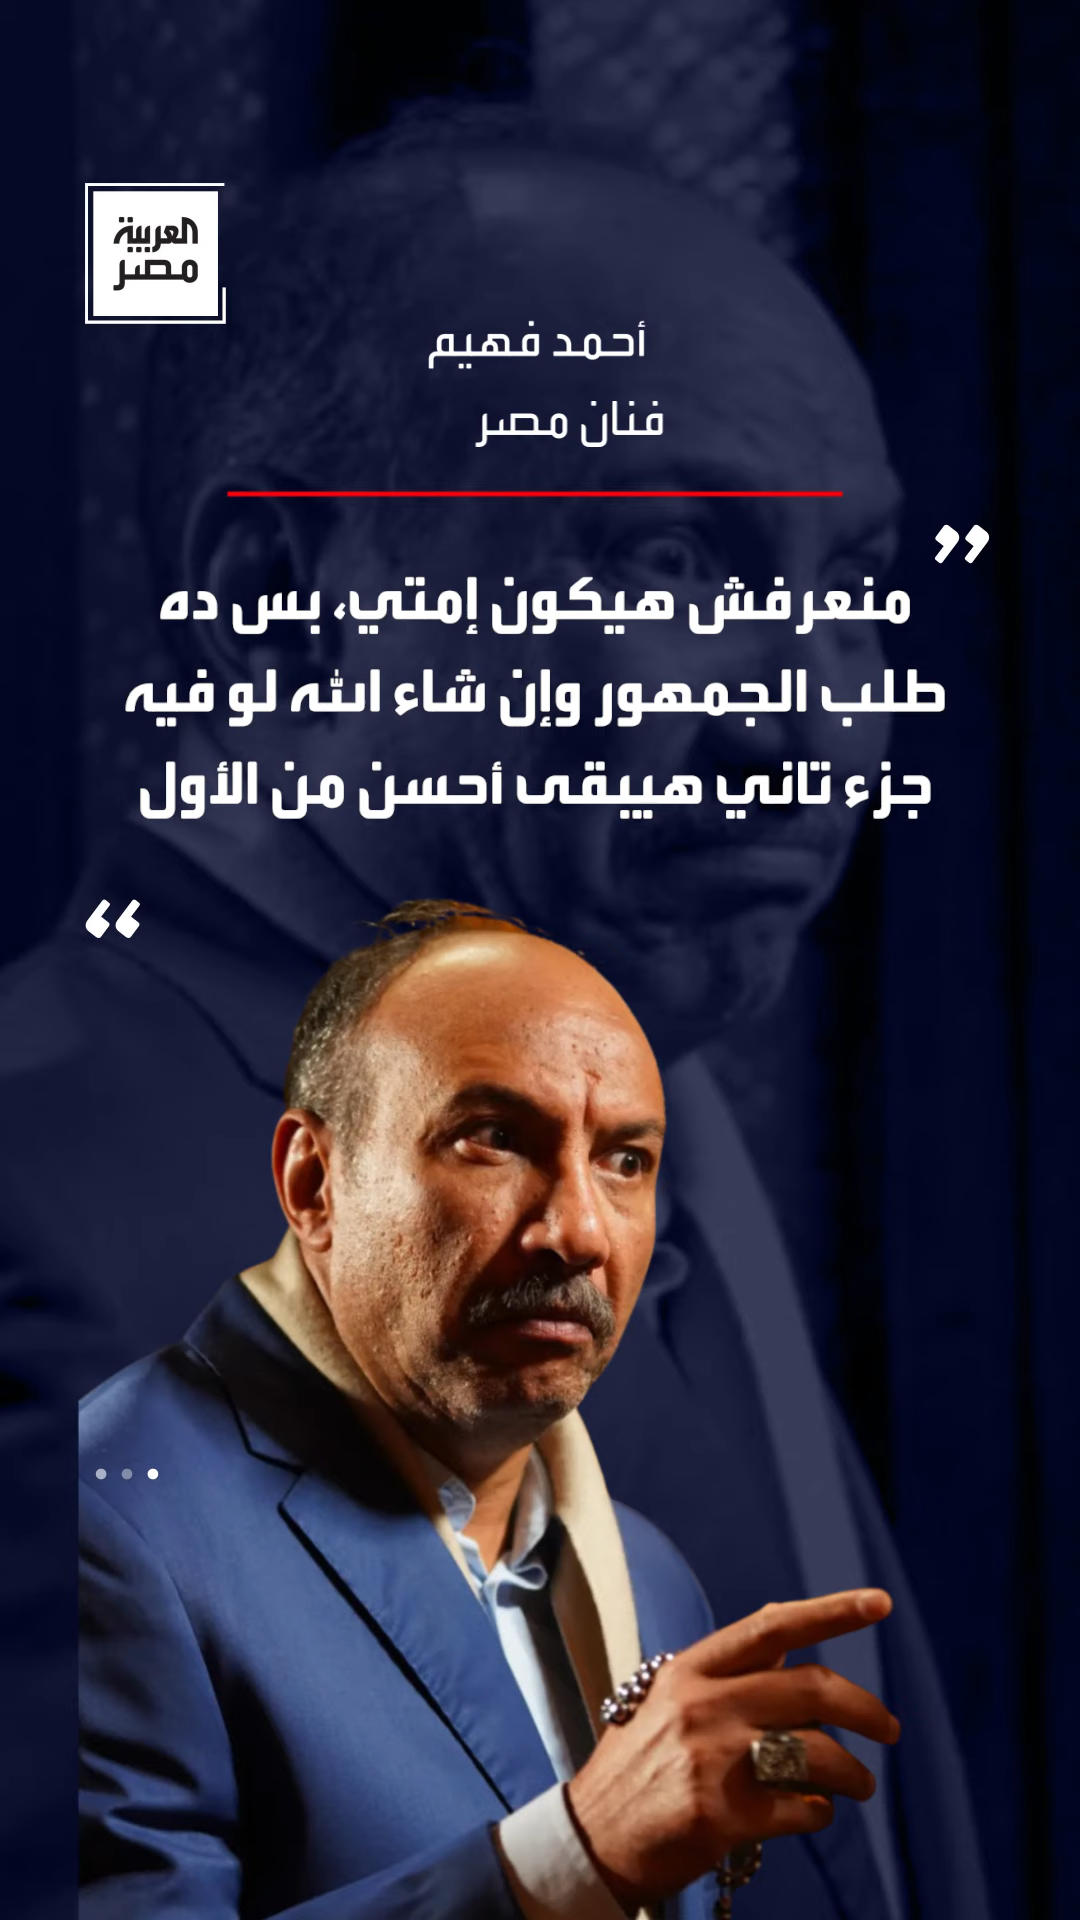 العربية
مصر
أحمد فهيم
فنان مصر
”
منعرفش هيكون إمتي، بس ده
طلب الجمهور وإن شاء الله لو فيه
جزء تاني هيبقى أحسن من الأول
“